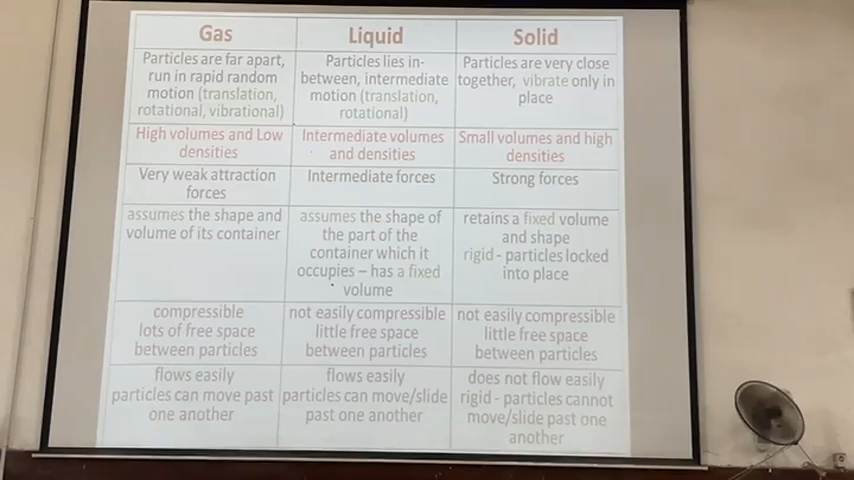 Gas
Liquid
Solid
Particles are far apart,
run in rapid random
motion (translation,
rotational, vibrational)
Particles lies in-
between, intermediate
motion (translation,
rotational)
Particles are very close
together, vibrate only in
place
High volumes and Low
densities
Intermediate volumes
and densities
Small volumes and high
densities
Very weak attraction
forces
Intermediate forces
Strong forces
assumes the shape and
volume of its container
assumes the shape of
the part of the
container which it
occupies – has a fixed
volume
retains a fixed volume
and shape
rigid - particles locked
into place
compressible
lots of free space
between particles
not easily compressible
little free space
between particles
not easily compressible
little free space
between particles
flows easily
particles can move past
one another
flows easily
particles can move/slide
past one another
does not flow easily
rigid - particles cannot
move/slide past one
another